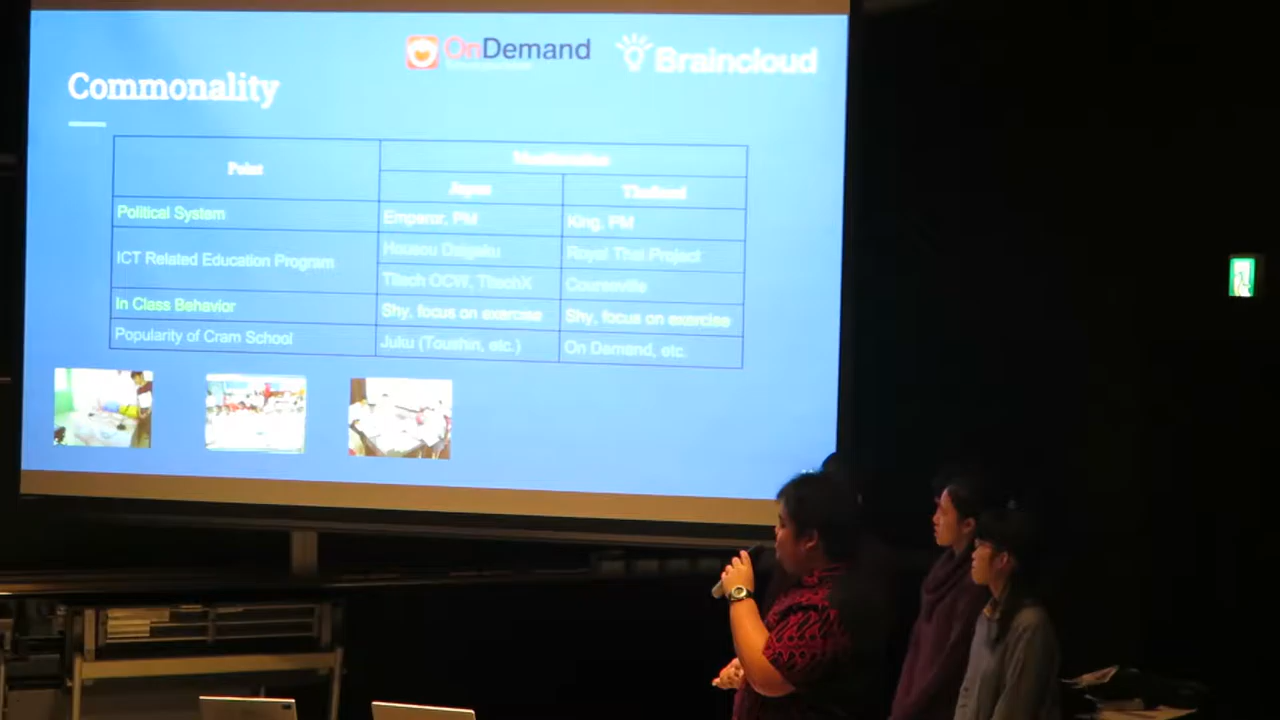 OnDemand
Braincloud
Commonality
Point
Japan
Thailand
Political System
Emperor, PM
King, PM
ICT Related Education Program
Housou Daigaku
Royal Thai Project
Titech OCW, TitechX
Courseville
In Class Behavior
Shy, focus on exercise
Shy, focus on exercise
Popularity of Cram School
Juku (Toushin, etc.)
On Demand, etc.